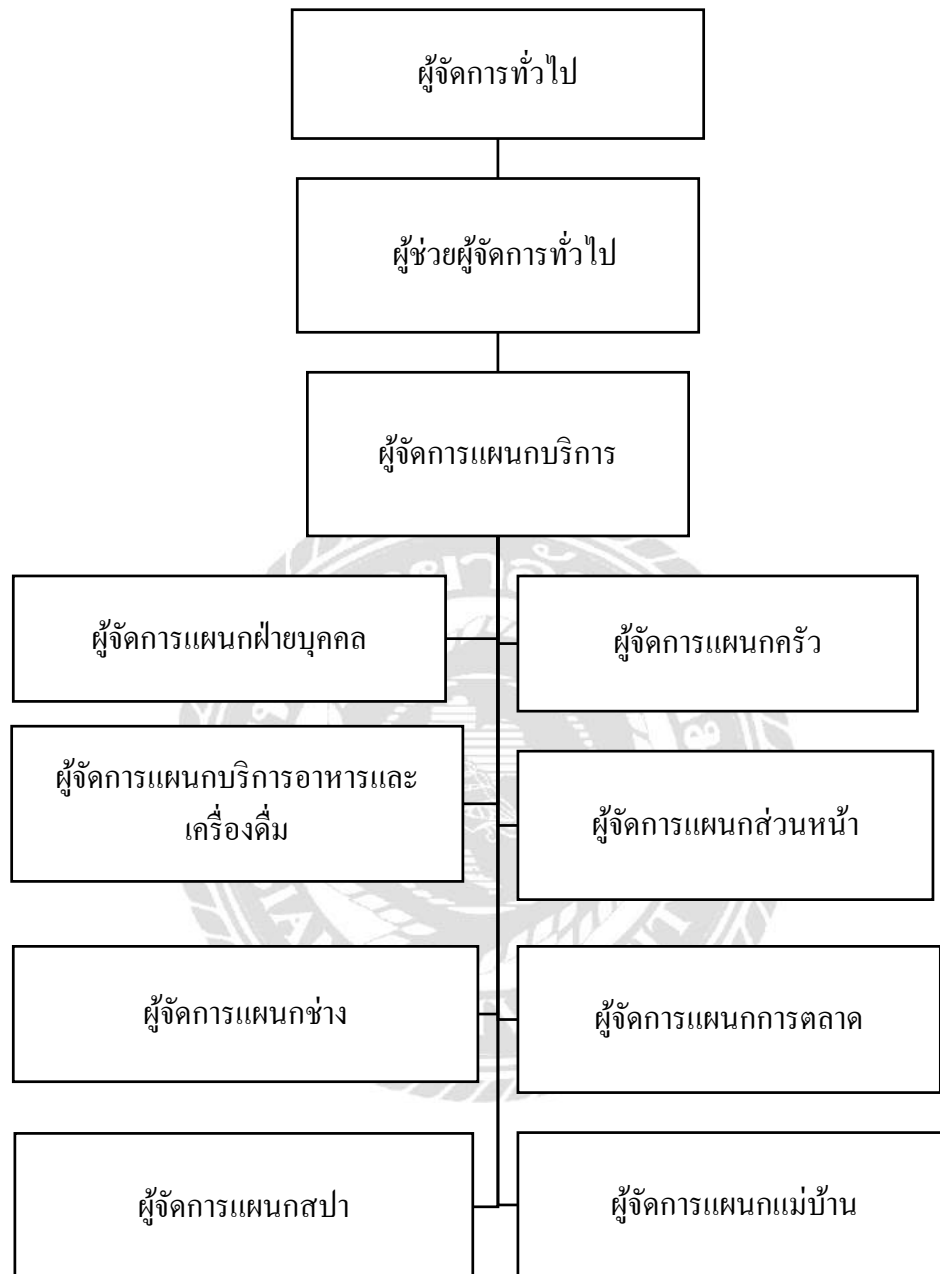 ผู้จัดการทั่วไป
ผู้ช่วยผู้จัดการทั่วไป
ผู้จัดการแผนกบริการ
ผู้จัดการแผนกฝ่ายบุคคล
ผู้จัดการแผนกครัว
ผู้จัดการแผนกบริการอาหารและ
เครื่องดื่ม
ผู้จัดการแผนกส่วนหน้า
ผู้จัดการแผนกช่าง
ผู้จัดการแผนกการตลาด
ผู้จัดการแผนกสปา
ผู้จัดการแผนกแม่บ้าน